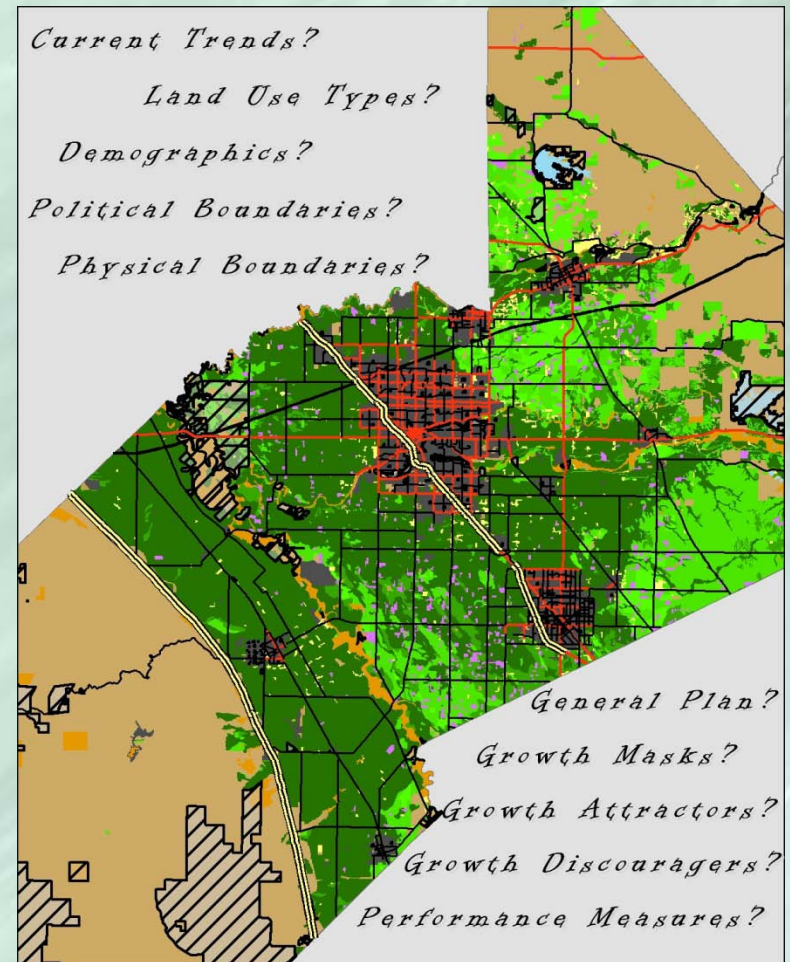 Current Trends?
Land Use Types?
Demographics?
Political Boundaries?
Physical Boundaries?
General Plan?
Growth Masks?
Growth Attractors?
Growth Discouragers?
Performance Measures?